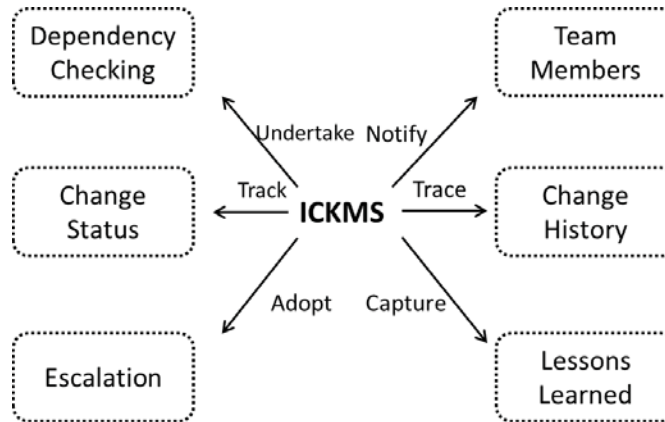 Dependency
Checking
Team
Members
Undertake
Notify
Change
Status
Track
ICKMS
Trace
Change
History
Adopt
Capture
Escalation
Lessons
Learned